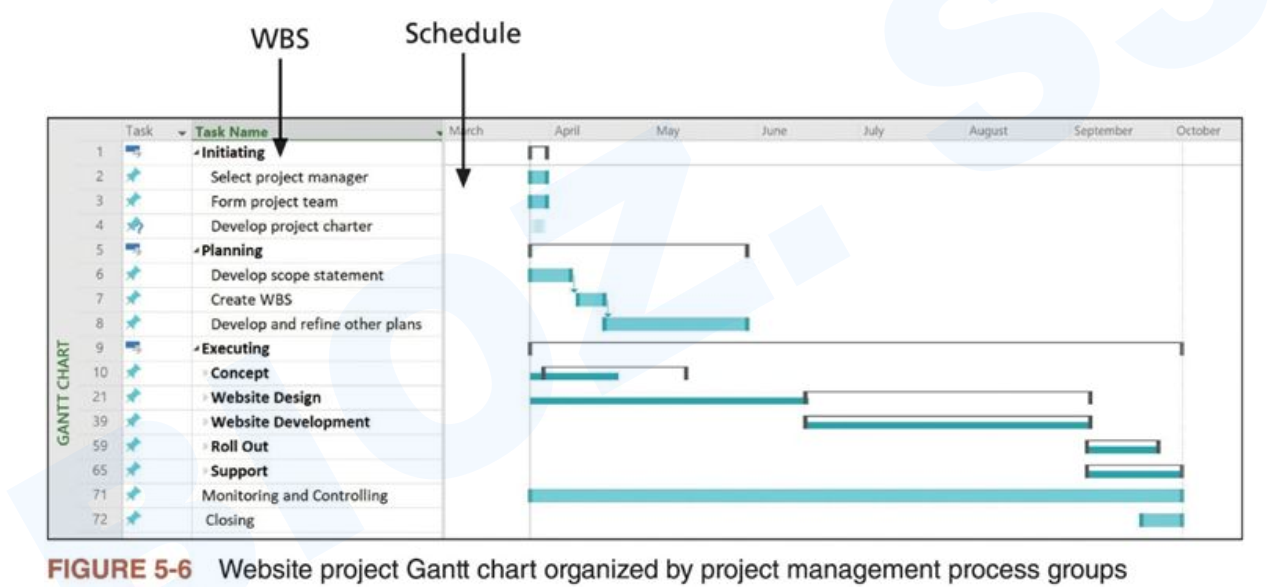 WBS
Schedule
Task Task Name March April May June July August September October
1 Initiating
2 Select project manager
3 Form project team
4 Develop project charter
5 Planning
6 Develop scope statement
7 Create WBS
8 Develop and refine other plans
9 Executing
10 Concept
21 Website Design
39 Website Development
59 Roll Out
65 Support
71 Monitoring and Controlling
72 Closing
GANTT CHART
FIGURE 5-6 Website project Gantt chart organized by project management process groups